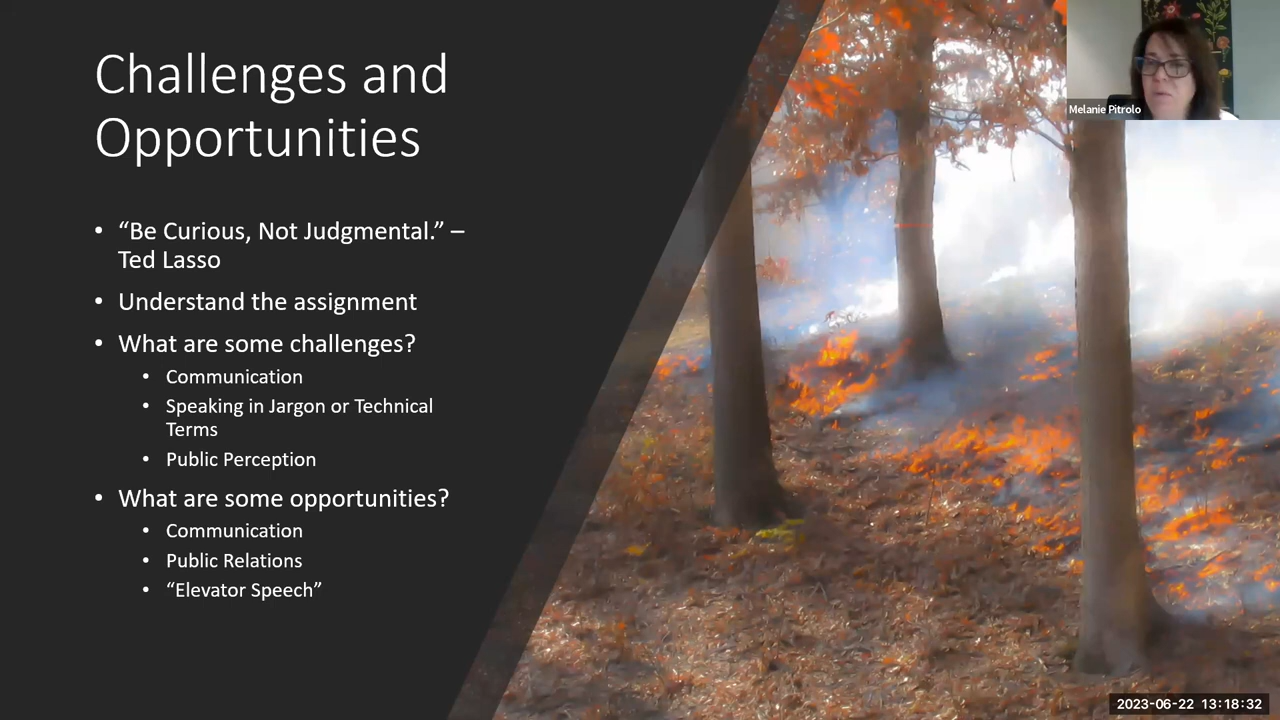 Challenges and
Opportunities
• “Be Curious, Not Judgmental.” –
Ted Lasso
• Understand the assignment
• What are some challenges?
• Communication
• Speaking in Jargon or Technical
Terms
• Public Perception
• What are some opportunities?
• Communication
• Public Relations
• “Elevator Speech”
Melanie Pitrolo
2023-06-22 13:18:32